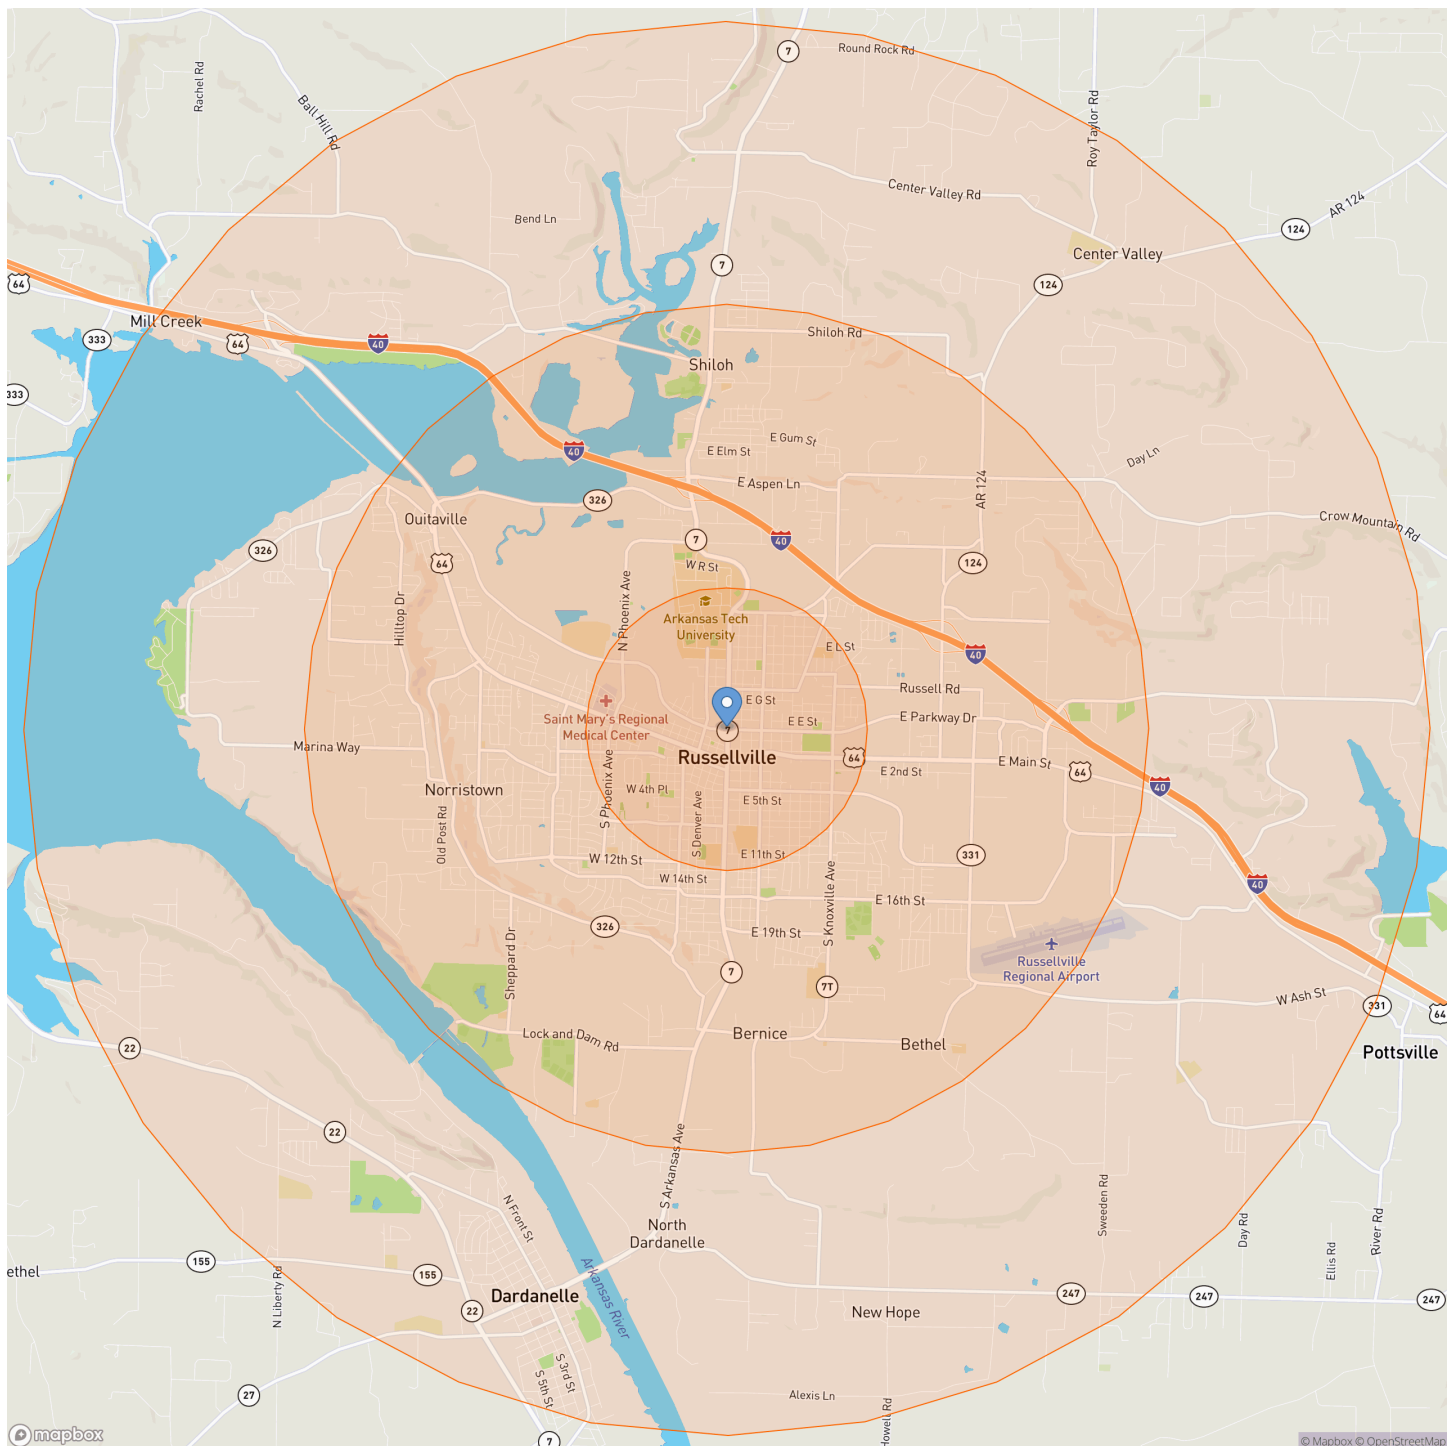 7
Round Rock Rd
Rachel Rd
Ball Hill Rd
Roy Taylor Rd
Center Valley Rd
AR 124
Bend Ln
124
Center Valley
7
64
124
Mill Creek
333
64
40
Shiloh Rd
Shiloh
333
E Gum St
E Elm St
40
Day Ln
E Aspen Ln
AR 124
326
Ouitaville
Crow Mountain Rd
7
40
326
64
124
W R St
N Phoenix Ave
Hilltop Dr
Arkansas Tech
University
E L St
40
Russell Rd
E G St
Saint Mary's Regional
Medical Center
E E St
E Parkway Dr
7
Marina Way
Russellville
64
E 2nd St
E Main St
64
Norristown
S Phoenix Ave
W 4th Pl
E 5th St
40
Old Post Rd
S Denver Ave
W 12th St
E 11th St
331
W 14th St
40
E 16th St
S Knoxville Ave
326
E 19th St
Sheppard Dr
Russellville
Regional Airport
7
7T
W Ash St
331
64
Lock and Dam Rd
Bernice
Bethel
22
Pottsville
22
S Arkansas Ave
N Front St
Sweeden Rd
Day Rd
River Rd
North
Dardanelle
Ellis Rd
155
ethel
155
N Liberty Rd
Dardanelle
Arkansas River
247
247
247
22
New Hope
S 3rd St
S 5th St
27
Alexis Ln
Howell Rd
7
mapbox
© Mapbox © OpenStreetMap